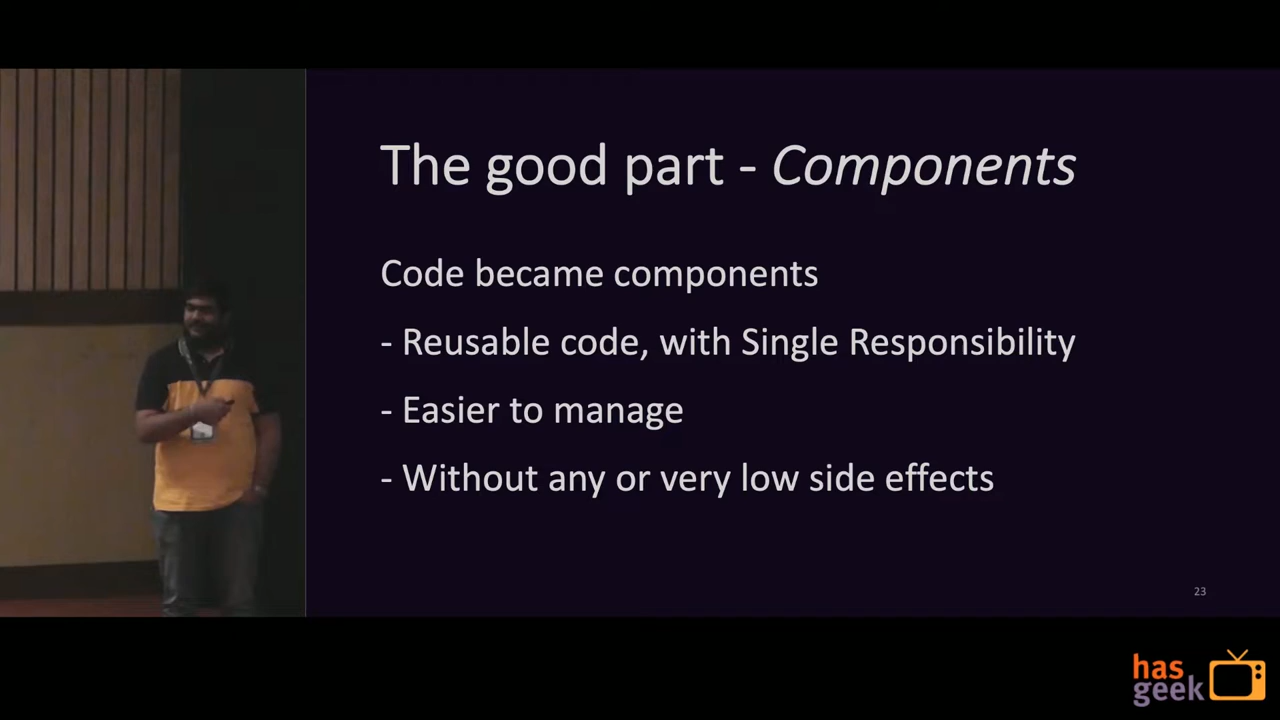 The good part - Components
Code became components
- Reusable code, with Single Responsibility
- Easier to manage
- Without any or very low side effects
23
has
geek